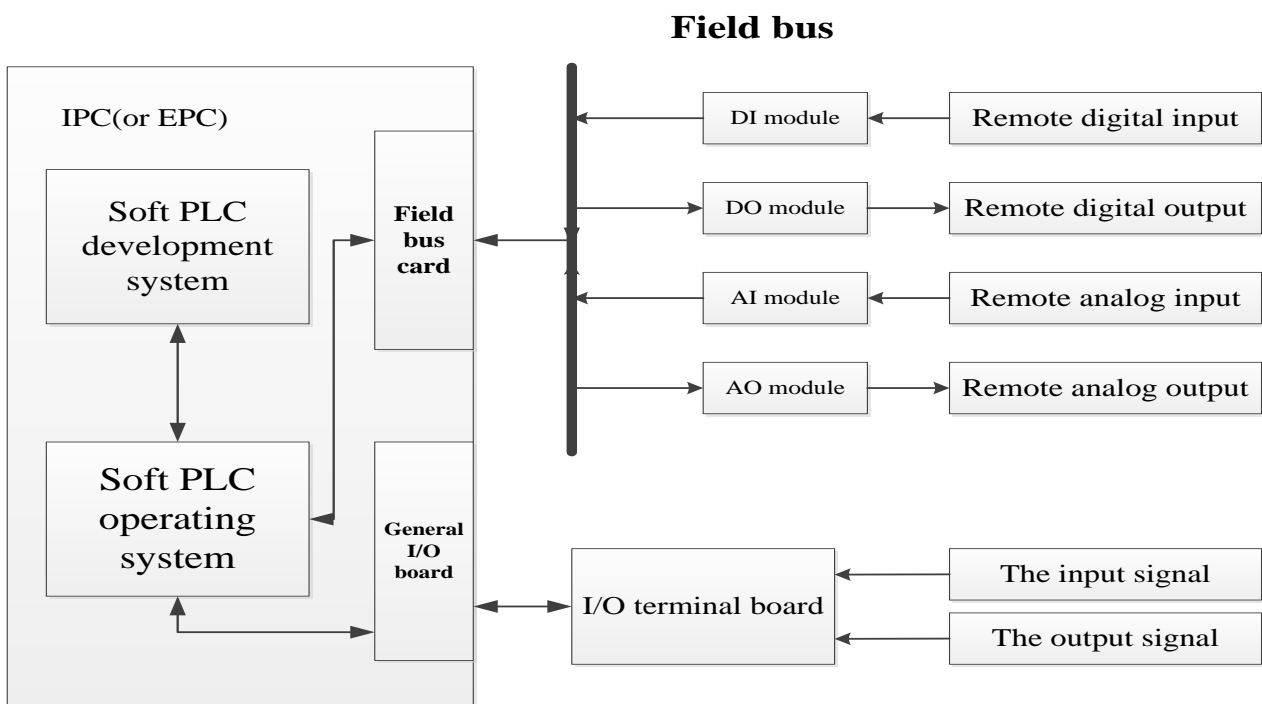 Field bus
IPC(or EPC)
Soft PLC
development
system
Field
bus
card
DI module
Remote digital input
DO module
Remote digital output
AI module
Remote analog input
AO module
Remote analog output
Soft PLC
operating
system
General
I/O
board
I/O terminal board
The input signal
The output signal